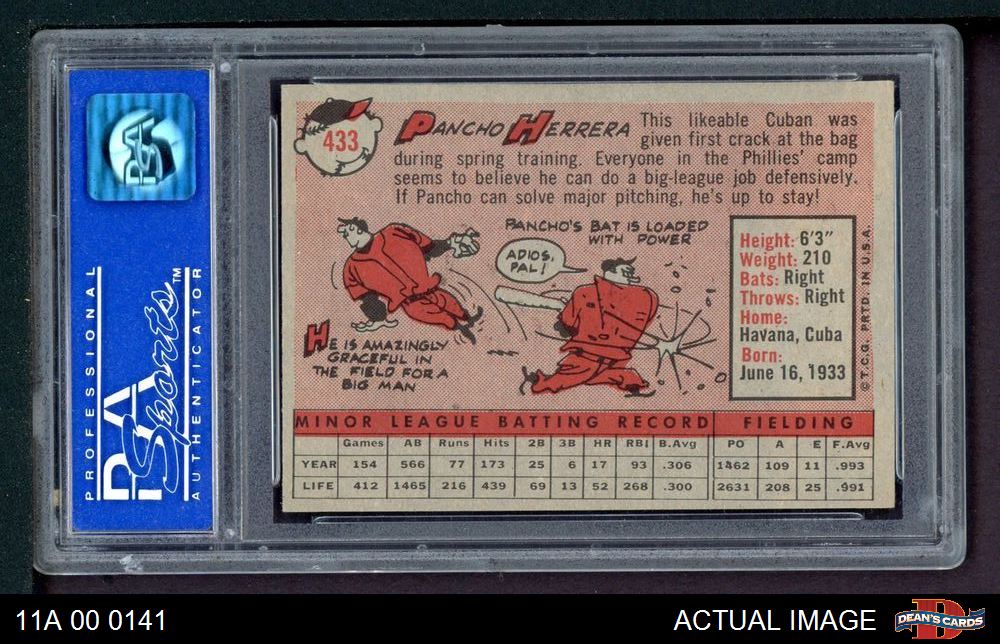 PROFESSIONAL
PSA
Sports™
AUTHENTICATOR
PSA
433
PANCHO HERRERA
This likeable Cuban was
given first crack at the bag
during spring training. Everyone in the Phillies' camp
seems to believe he can do a big-league job defensively.
If Pancho can solve major pitching, he's up to stay!
PANCHO'S BAT IS LOADED
WITH POWER
ADIOS,
PAL!
HE IS AMAZINGLY
GRACEFUL IN
THE FIELD FOR A
BIG MAN
Height: 6'3"
Weight: 210
Bats: Right
Throws: Right
Home:
Havana, Cuba
Born:
June 16, 1933
© T.C.G. PRTD. IN U.S.A.
MINOR LEAGUE BATTING RECORD FIELDING
Games AB Runs Hits 2B 3B HR RBI B.Avg PO A E F.Avg
YEAR 154 566 77 173 25 6 17 93 .306 1462 109 11 .993
LIFE 412 1465 216 439 69 13 52 268 .300 2631 208 25 .991
11A 00 0141
ACTUAL IMAGE
D
DEAN'S CARDS